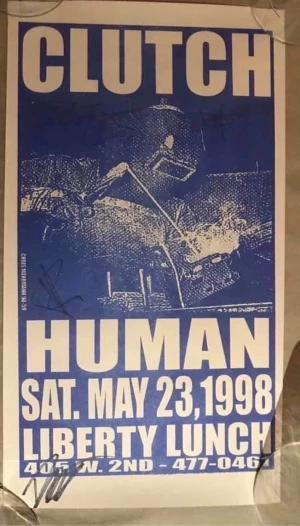 CLUTCH
HUMAN
SAT. MAY 23, 1998
LIBERTY LUNCH
405 W. 2ND - 477-0461